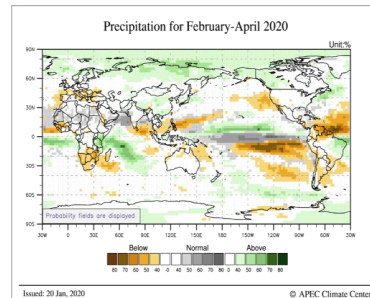 Precipitation for February-April 2020
Unit:%
90N
60N
30N
0
30S
60S
90S
Probability fields are displayed
30W 0 30E 60E 90E 120E 150E 180 150W 120W 90W 60W 30W
Below Normal Above
80 70 60 50 40 -0 40 50 60 70 80 0 40 50 60 70 80
Issued: 20 Jan, 2020
© APEC Climate Center